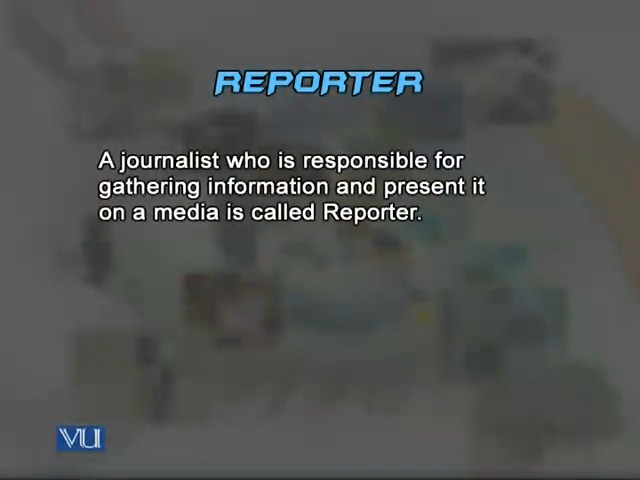 REPORTER
A journalist who is responsible for
gathering information and present it
on a media is called Reporter.
VU